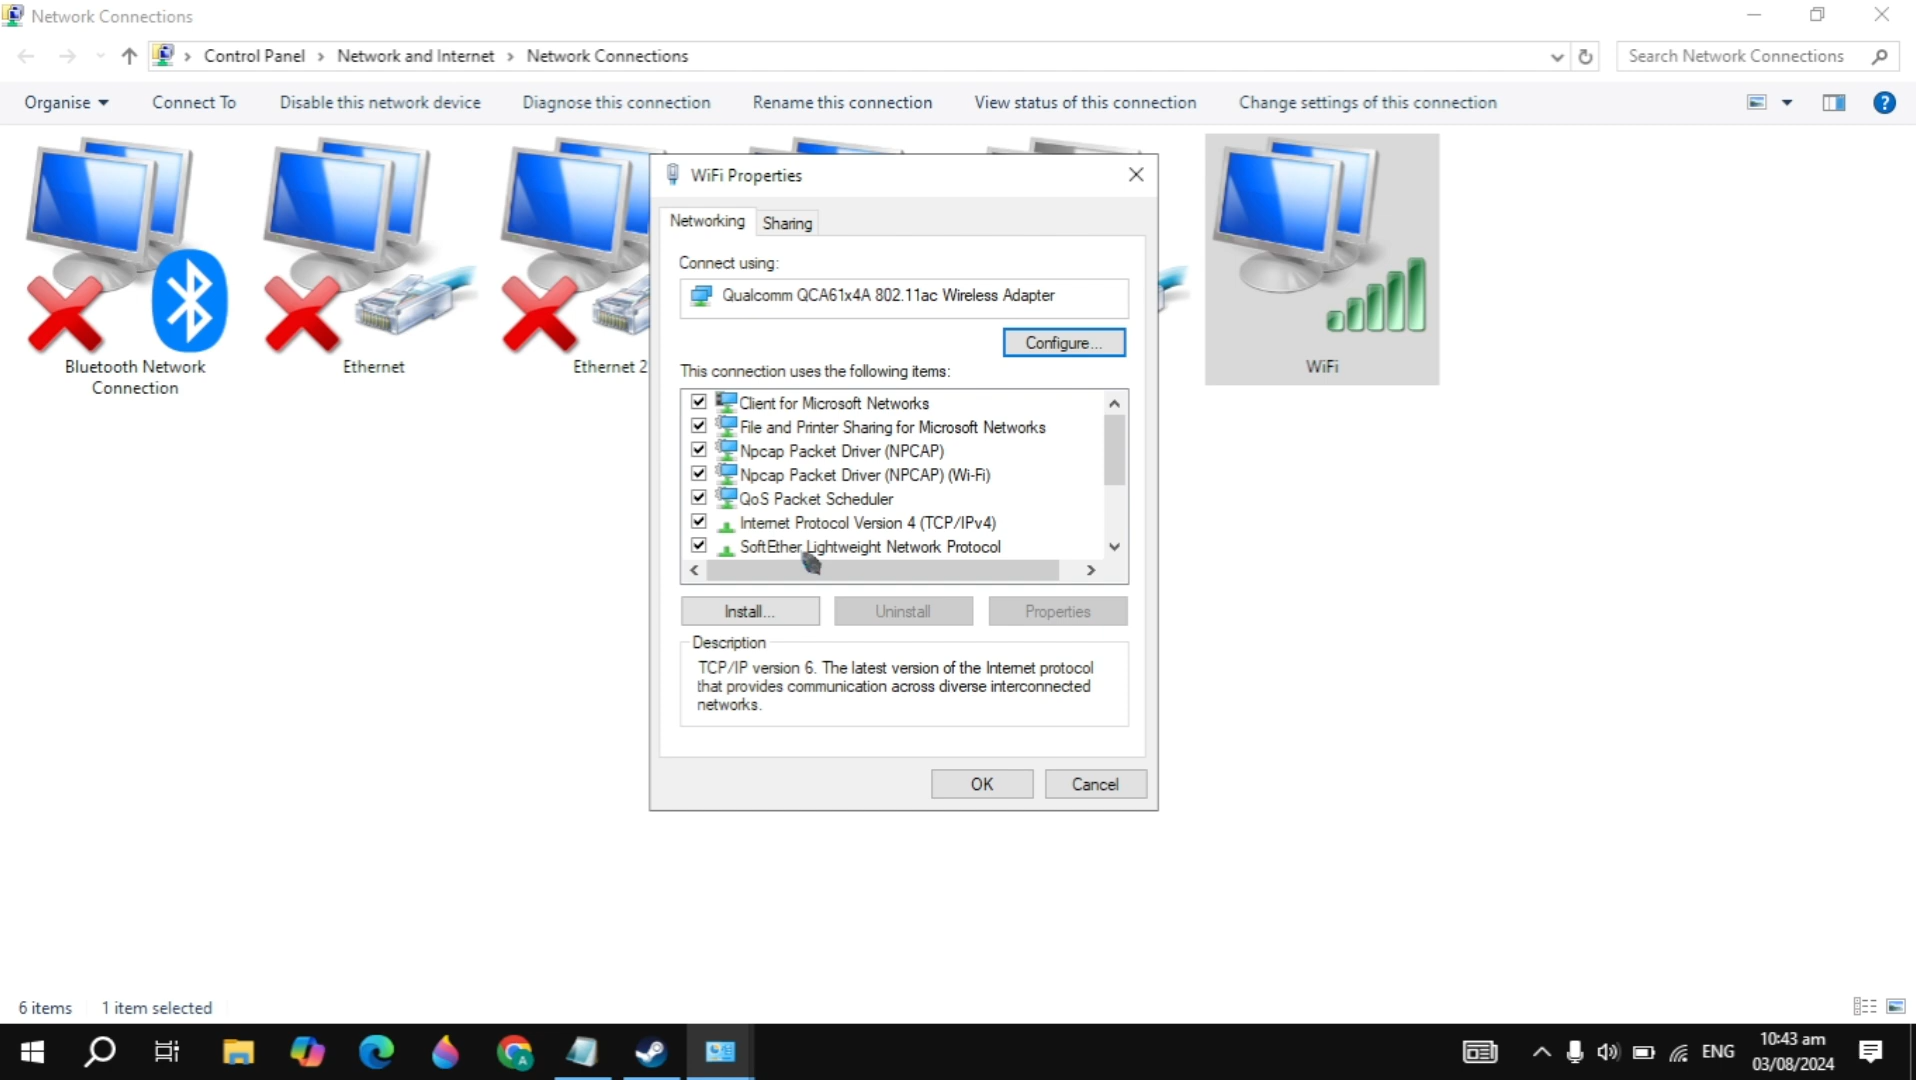 Network Connections
Control Panel > Network and Internet > Network Connections
Search Network Connections
Organise
Connect To
Disable this network device
Diagnose this connection
Rename this connection
View status of this connection
Change settings of this connection
Bluetooth Network
Connection
Ethernet
Ethernet 2
WiFi
WiFi Properties
Networking
Sharing
Connect using:
Qualcomm QCA61x4A 802.11ac Wireless Adapter
Configure...
This connection uses the following items:
Client for Microsoft Networks
File and Printer Sharing for Microsoft Networks
Npcap Packet Driver (NPCAP)
Npcap Packet Driver (NPCAP) (Wi-Fi)
QoS Packet Scheduler
Internet Protocol Version 4 (TCP/IPv4)
SoftEther Lightweight Network Protocol
Install...
Uninstall
Properties
Description
TCP/IP version 6. The latest version of the Internet protocol
that provides communication across diverse interconnected
networks.
OK
Cancel
6 items
1 item selected
ENG
10:43 am
03/08/2024